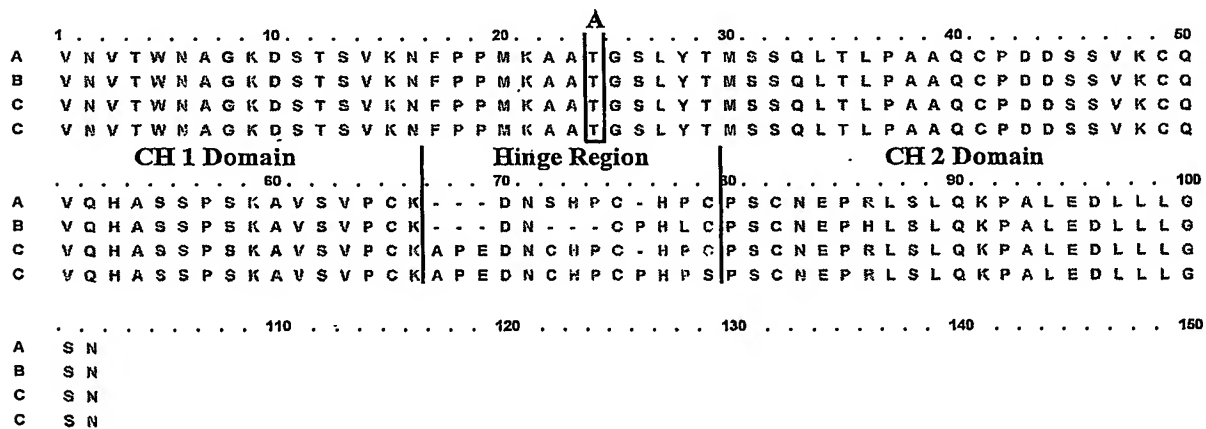 A
1 . . . . . . . . 10 . . . . . . . . . 20 . . . . . . . . . 30 . . . . . . . . . 40 . . . . . . . . . 50
A V N V T W N A G K D S T S V K N F P P M K A A T G S L Y T M S S Q L T L P A A Q C P D D S S V K C Q
B V N V T W N A G K D S T S V K N F P P M K A A T G S L Y T M S S Q L T L P A A Q C P D D S S V K C Q
C V N V T W N A G K D S T S V K N F P P M K A A T G S L Y T M S S Q L T L P A A Q C P D D S S V K C Q
C V N V T W N A G K D S T S V K N F P P M K A A T G S L Y T M S S Q L T L P A A Q C P D D S S V K C Q
CH 1 Domain Hinge Region CH 2 Domain
. . . . . . . . . 60 . . . . . . . . . 70 . . . . . . . . . 80 . . . . . . . . . 90 . . . . . . . . . 100
A V Q H A S S P S K A V S V P C K - - - D N S H P C - H P C P S C N E P R L S L Q K P A L E D L L L G
B V Q H A S S P S K A V S V P C K - - - D N - - - C P H L C P S C N E P H L S L Q K P A L E D L L L G
C V Q H A S S P S K A V S V P C K A P E D N C H P C - H P C P S C N E P R L S L Q K P A L E D L L L G
C V Q H A S S P S K A V S V P C K A P E D N C H P C P H P S P S C N E P R L S L Q K P A L E D L L L G
. . . . . . . . . 110 . . . . . . . . . 120 . . . . . . . . . 130 . . . . . . . . . 140 . . . . . . . . . 150
A S N
B S N
C S N
C S N